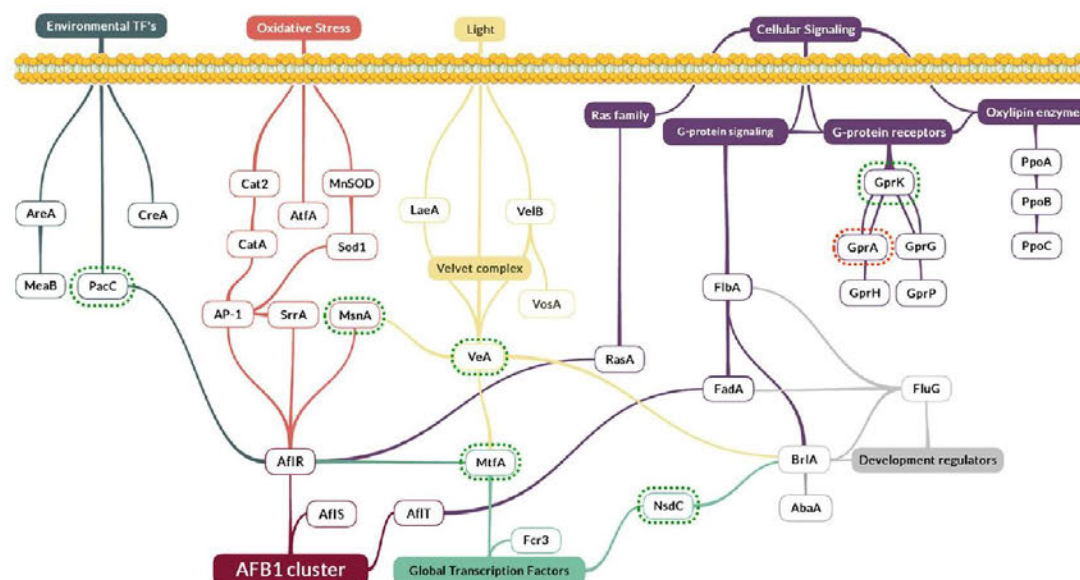 Environmental TF's
Oxidative Stress
Light
Cellular Signaling
Ras family
G-protein signaling
G-protein receptors
Oxylipin enzyme
AreA
CreA
MeaB
PacC
Cat2
MnSOD
AtfA
CatA
Sod1
AP-1
SrrA
MsnA
LaeA
VelB
Velvet complex
VosA
VeA
RasA
GprK
GprA
GprG
GprH
GprP
PpoA
PpoB
PpoC
FlbA
FadA
FluG
AflR
MtfA
BrlA
Development regulators
AbaA
NsdC
AflS
AflT
Fcr3
AFB1 cluster
Global Transcription Factors